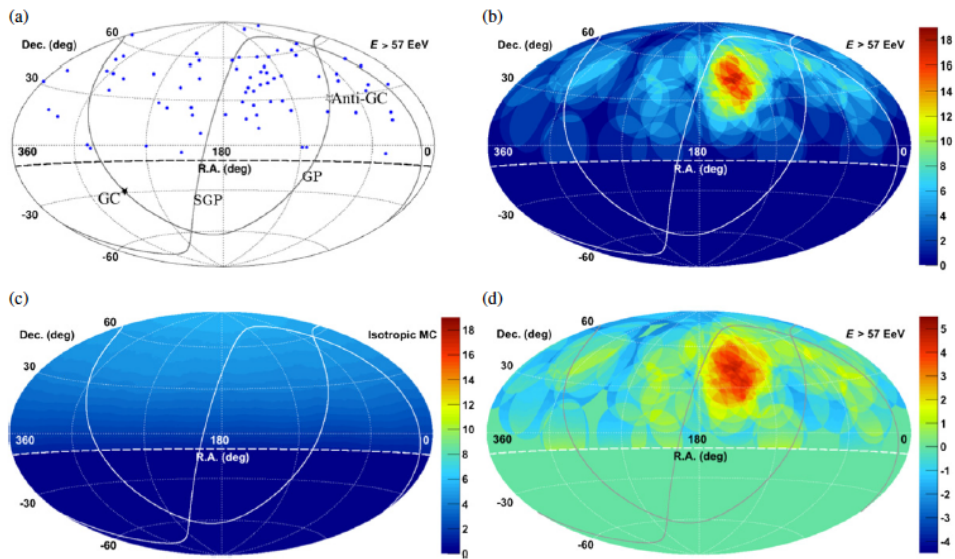 (a)
Dec. (deg)
60
E > 57 EeV
30
Anti-GC
360
0
R.A. (deg)
GP
GC
SGP
-30
-60
180
(b)
Dec. (deg)
60
E > 57 EeV
30
360
180
0
R.A. (deg)
-30
-60
18
16
14
12
10
8
6
4
2
0
(c)
Dec. (deg)
60
Isotropic MC
30
360
180
0
R.A. (deg)
-30
-60
18
16
14
12
10
8
6
4
2
0
(d)
Dec. (deg)
60
E > 57 EeV
30
360
180
0
R.A. (deg)
-30
-60
5
4
3
2
1
0
-1
-2
-3
-4